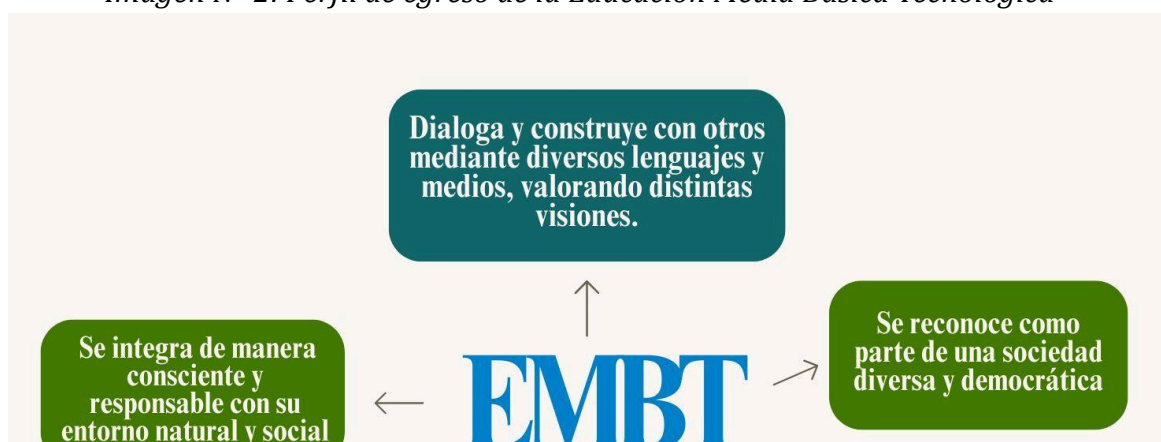 Imagen N° 2: Perfil de egreso de la Educación Media Básica Tecnológica
Dialoga y construye con otros
mediante diversos lenguajes y
medios, valorando distintas
visiones.
Se reconoce como
parte de una sociedad
diversa y democrática
Se integra de manera
consciente y
responsable con su
entorno natural y social
EMBT